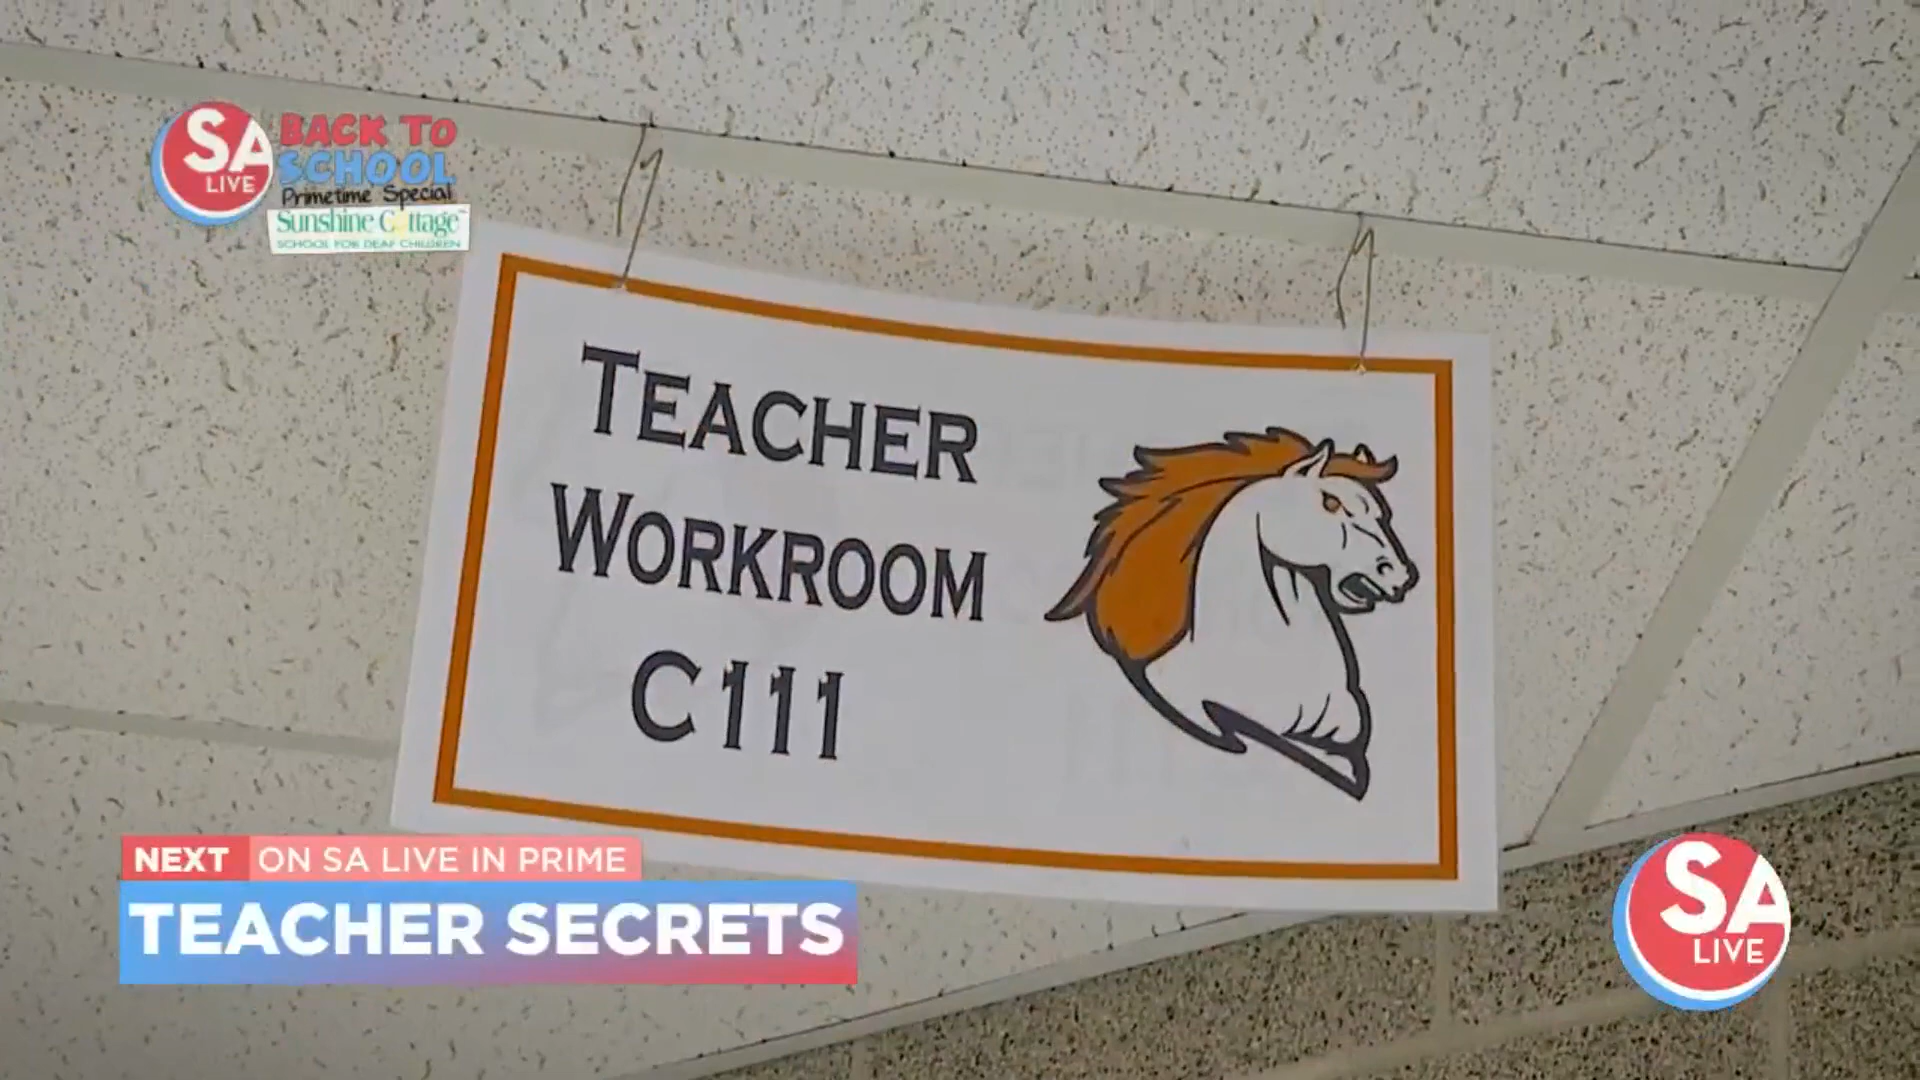 SA
LIVE
BACK TO
SCHOOL
Primetime Special
Sunshine Cottage
SCHOOL FOR DEAF CHILDREN
TEACHER
WORKROOM
C111
NEXT ON SA LIVE IN PRIME
TEACHER SECRETS
SA
LIVE